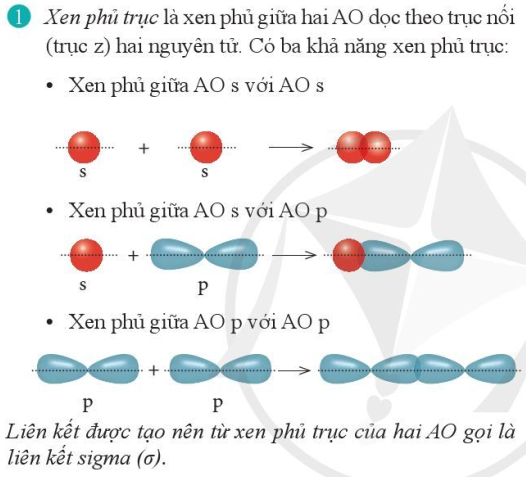 1 Xen phủ trục là xen phủ giữa hai AO dọc theo trục nối
(trục z) hai nguyên tử. Có ba khả năng xen phủ trục:
• Xen phủ giữa AO s với AO s
+
s s
• Xen phủ giữa AO s với AO p
+
s p
• Xen phủ giữa AO p với AO p
+
p p
Liên kết được tạo nên từ xen phủ trục của hai AO gọi là
liên kết sigma (σ).